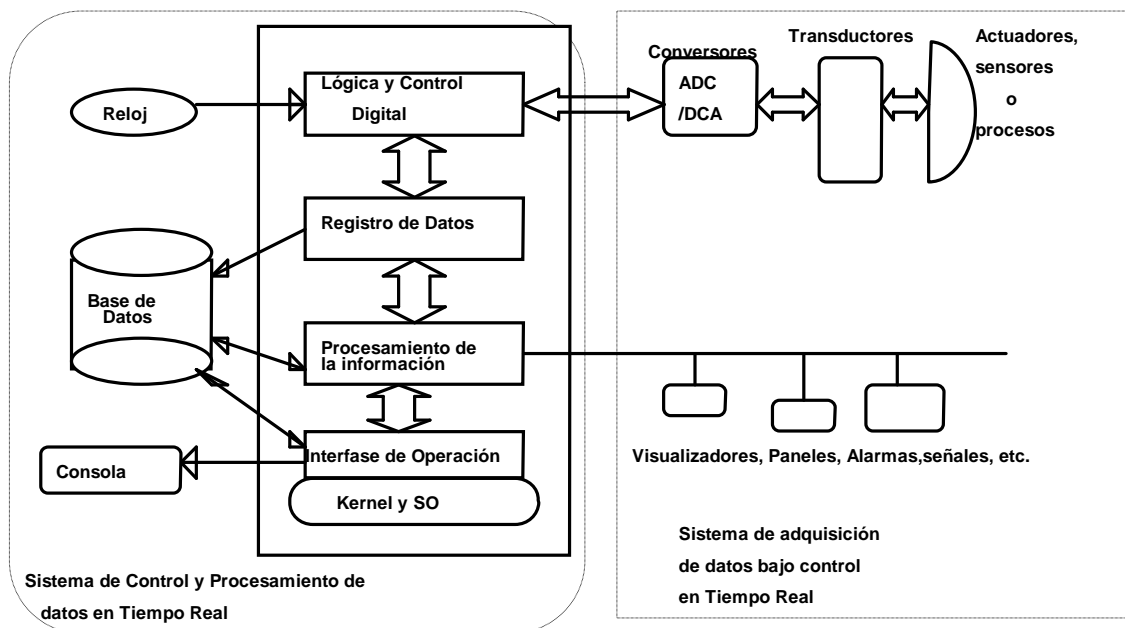 Reloj
Lógica y Control
Digital
Registro de Datos
Base de
Datos
Procesamiento de
la información
Interfase de Operación
Consola
Kernel y SO
Sistema de Control y Procesamiento de
datos en Tiempo Real
Conversores
ADC
/DCA
Transductores
Actuadores,
sensores
o
procesos
Visualizadores, Paneles, Alarmas,señales, etc.
Sistema de adquisición
de datos bajo control
en Tiempo Real